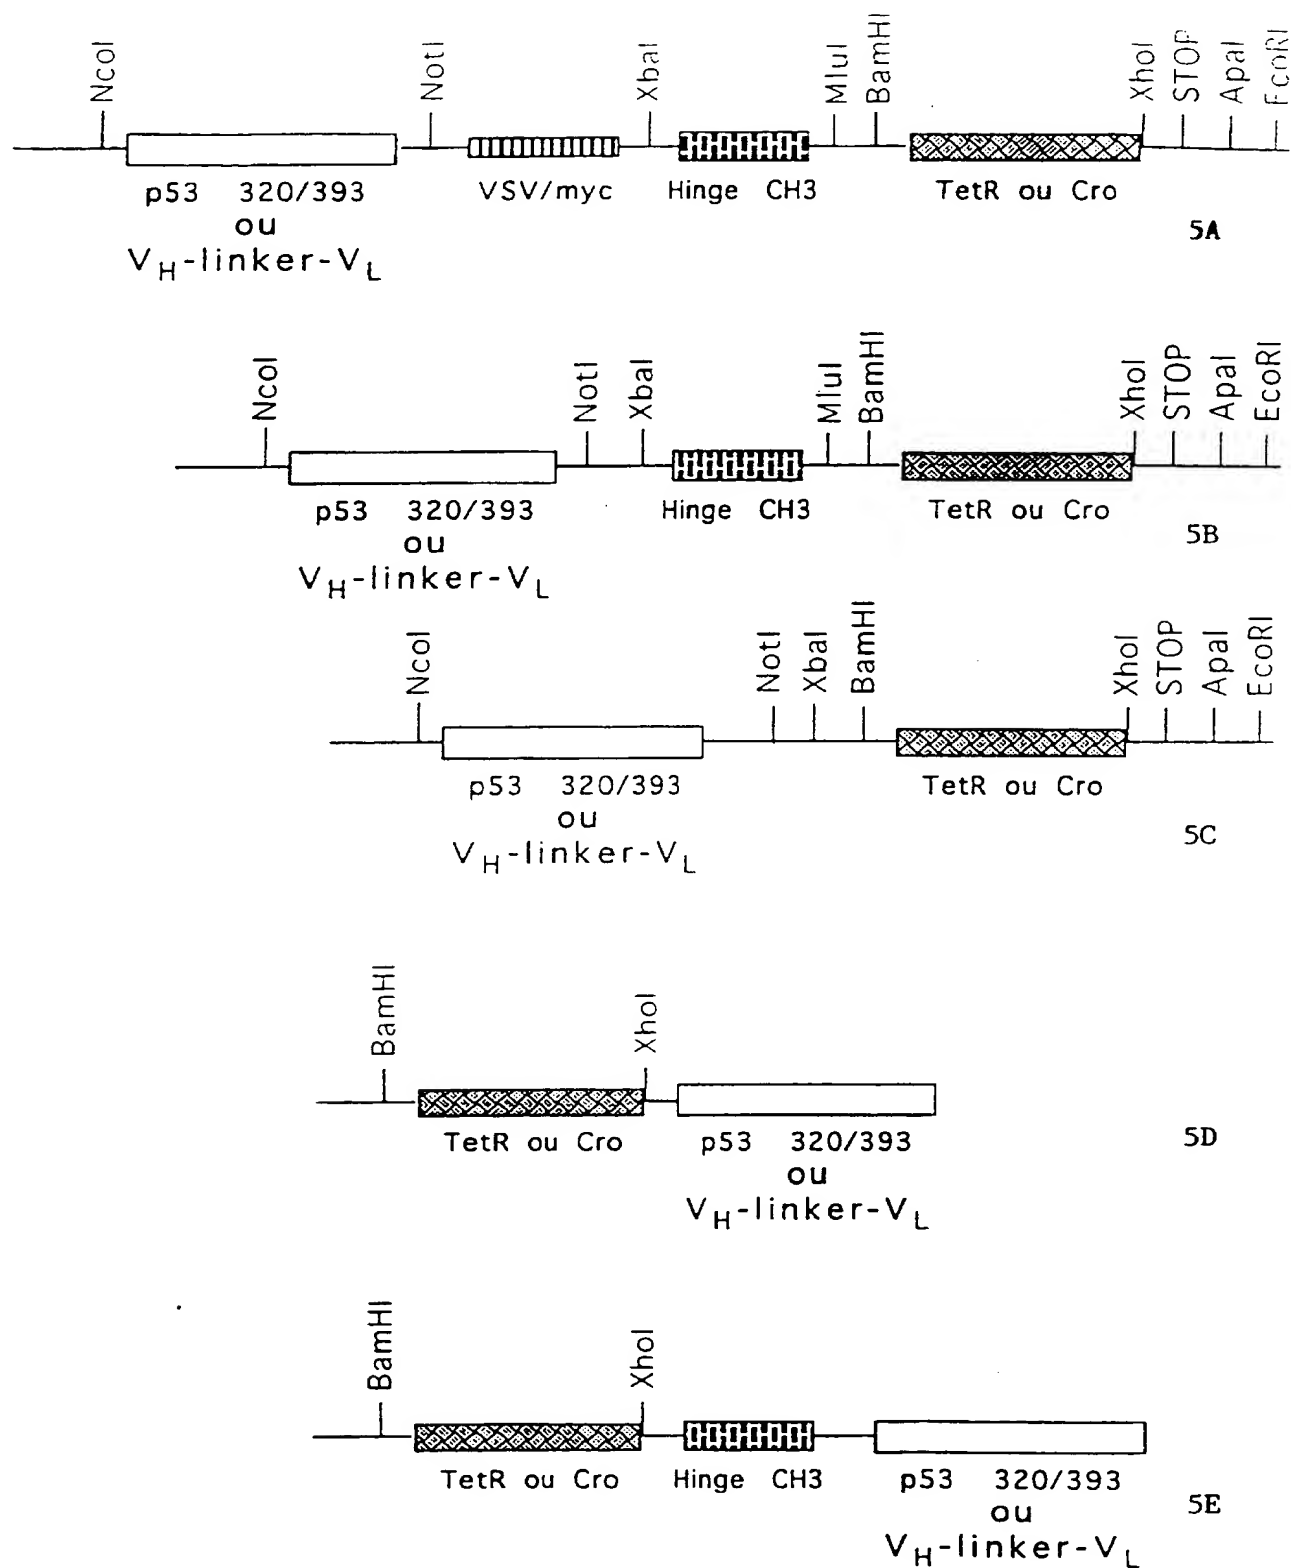 NcoI NotI XbaI MluI BamHI XhoI STOP ApaI EcoRI
p53 320/393 VSV/myc Hinge CH3 TetR ou Cro
ou
VH-linker-VL
5A
NcoI NotI XbaI MluI BamHI XhoI STOP ApaI EcoRI
p53 320/393 Hinge CH3 TetR ou Cro
ou
VH-linker-VL
5B
NcoI NotI XbaI BamHI XhoI STOP ApaI EcoRI
p53 320/393 TetR ou Cro
ou
VH-linker-VL
5C
BamHI XhoI
TetR ou Cro p53 320/393
ou
VH-linker-VL
5D
BamHI XhoI
TetR ou Cro Hinge CH3 p53 320/393
ou
VH-linker-VL
5E